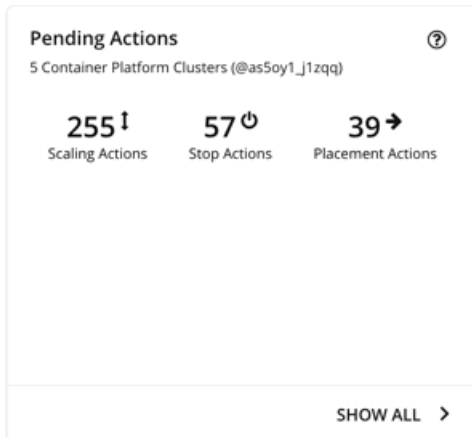 Pending Actions
5 Container Platform Clusters (@as5oy1_j1zqq)
255 57 39
Scaling Actions Stop Actions Placement Actions
SHOW ALL